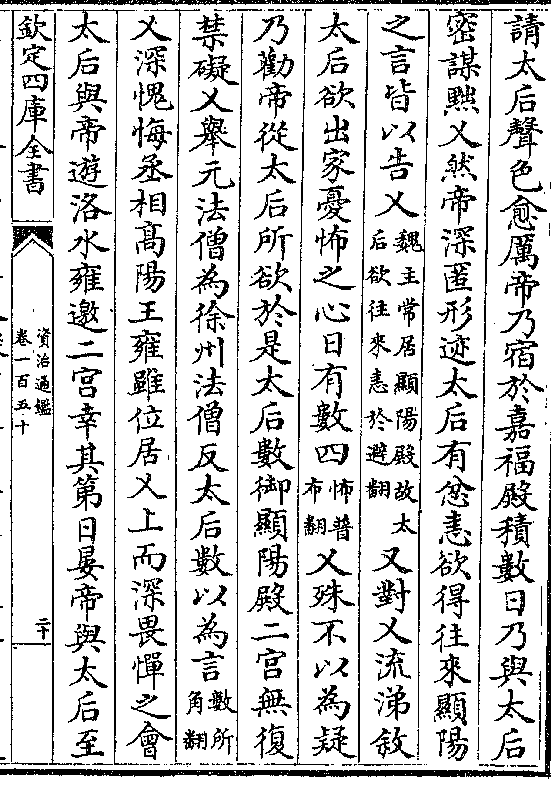 請太后聲色愈厲帝乃宿於嘉福殿積數日乃與太后
密謀黜乂然帝深匿形迹太后有忿恚欲得往來顯陽
之言皆以告乂魏主常居顯陽殿故太后欲往來恚於避翻又對乂流涕敘
太后欲出家憂怖之心日有數四怖普布翻乂殊不以為疑
乃勸帝從太后所欲於是太后數御顯陽殿二宮無復
禁礙乂舉元法僧為徐州法僧反太后數以為言數所角翻
乂深愧悔丞相高陽王雍雖位居乂上而深畏憚之會
太后與帝遊洛水雍邀二宮幸其第日晏帝與太后至
欽定四庫全書
資治通鑑
卷一百五十
二十